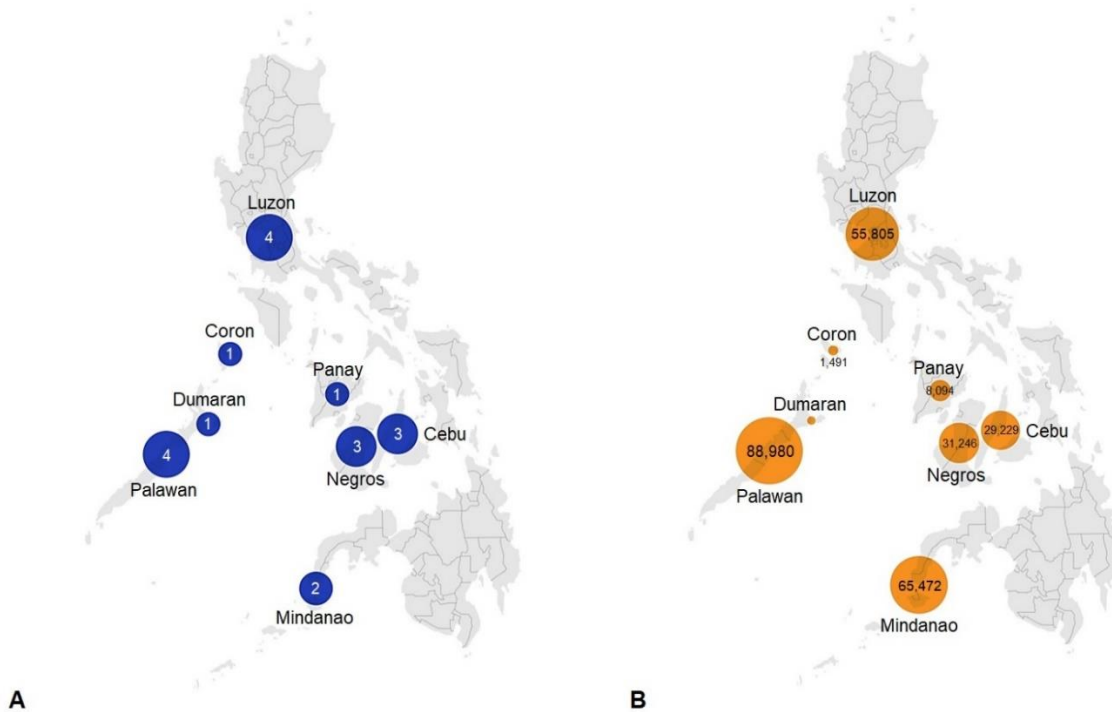 Luzon
4
Coron
1
Panay
1
Dumaran
1
3
Cebu
3
Negros
4
Palawan
2
Mindanao
A
Luzon
55,805
Coron
1,491
Panay
8,094
Dumaran
29,229
Cebu
31,246
Negros
88,980
Palawan
65,472
Mindanao
B